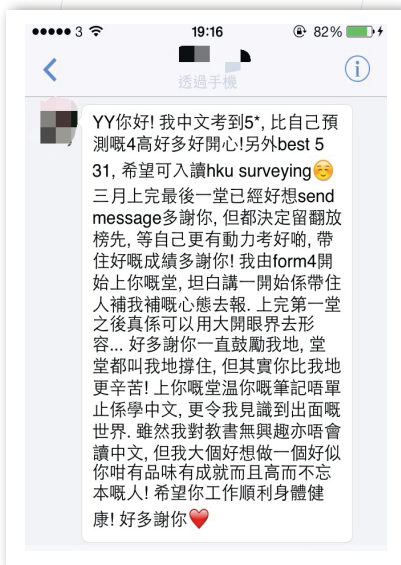 3
19:16
82%
透過手機
YY你好! 我中文考到5*, 比自己預
測嘅4高好多好開心!另外best 5
31, 希望可入讀hku surveying
三月上完最後一堂已經好想send
message多謝你, 但都決定留翻放
榜先, 等自己更有動力考好啲, 帶
住好嘅成績多謝你! 我由form4開
始上你嘅堂, 坦白講一開始係帶住
人補我補嘅心態去報. 上完第一堂
之後真係可以用大開眼界去形
容... 好多謝你一直鼓勵我地, 堂
堂都叫我地撐住, 但其實你比我地
更辛苦! 上你嘅堂温你嘅筆記唔單
止係學中文, 更令我見識到出面嘅
世界. 雖然我對教書無興趣亦唔會
讀中文, 但我大個好想做一個好似
你咁有品味有成就而且高而不忘
本嘅人! 希望你工作順利身體健
康! 好多謝你❤️